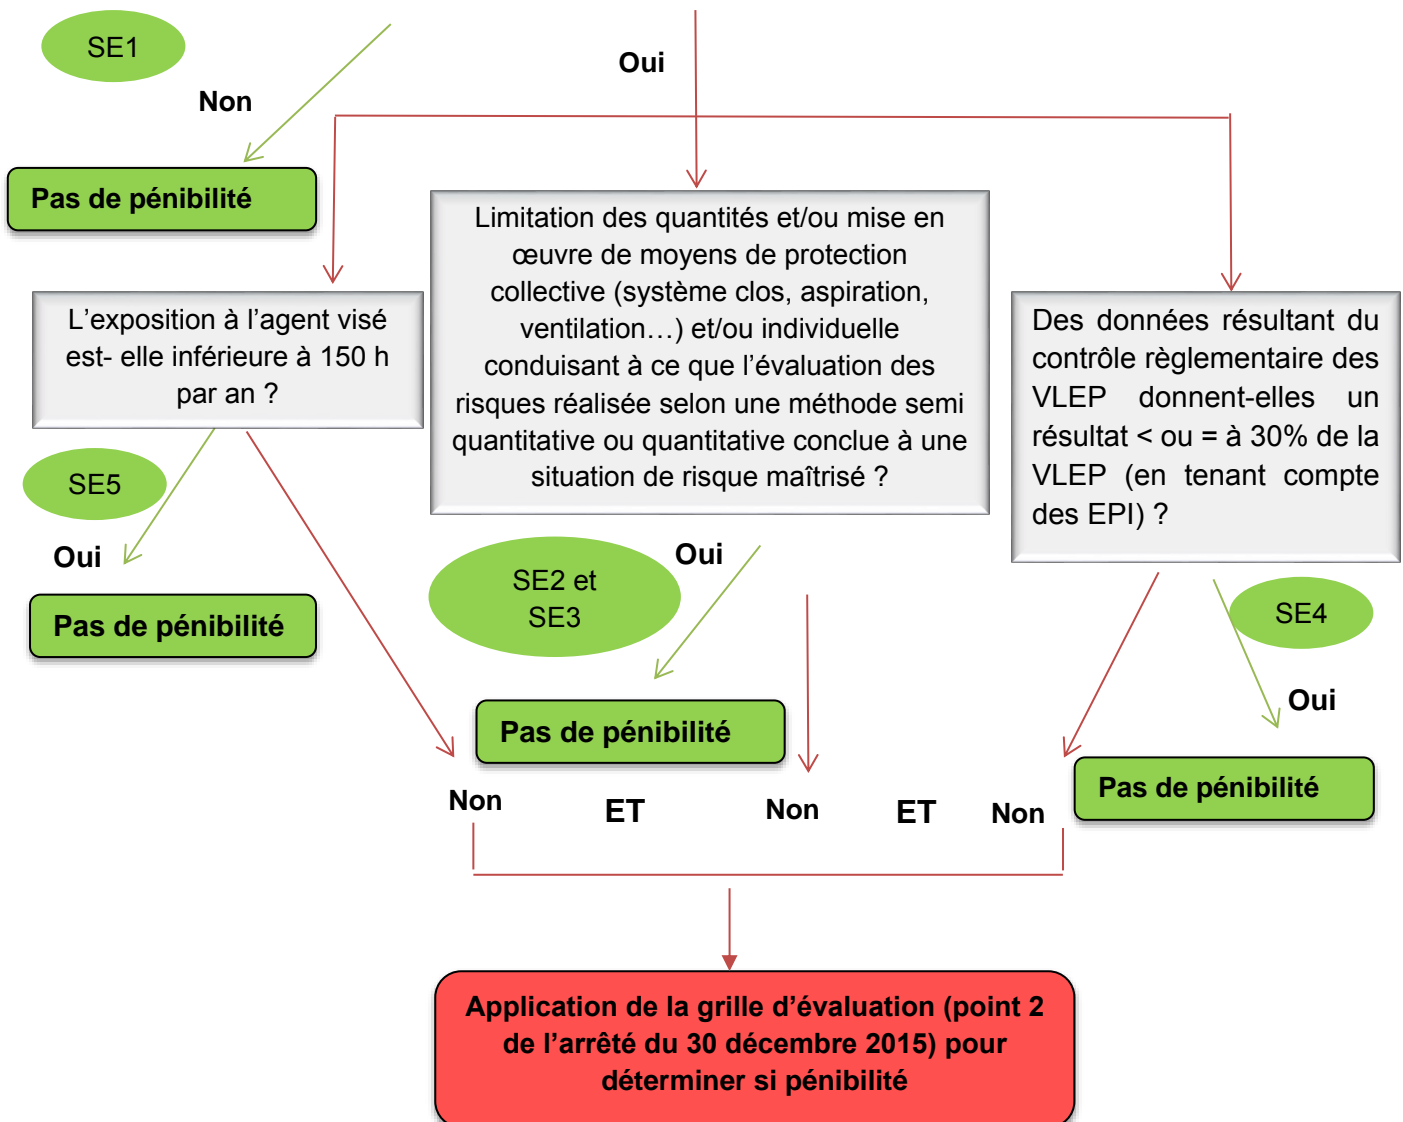 SE1
Oui
Non
Pas de pénibilité
Limitation des quantités et/ou mise en
œuvre de moyens de protection
collective (système clos, aspiration,
ventilation…) et/ou individuelle
conduisant à ce que l’évaluation des
risques réalisée selon une méthode semi
quantitative ou quantitative conclue à une
situation de risque maîtrisé ?
L’exposition à l’agent visé
est- elle inférieure à 150 h
par an ?
Des données résultant du
contrôle règlementaire des
VLEP donnent-elles un
résultat < ou = à 30% de la
VLEP (en tenant compte
des EPI) ?
SE5
Oui
Pas de pénibilité
SE2 et
SE3
Oui
Pas de pénibilité
SE4
Oui
Pas de pénibilité
Non ET Non ET Non
Application de la grille d’évaluation (point 2
de l’arrêté du 30 décembre 2015) pour
déterminer si pénibilité